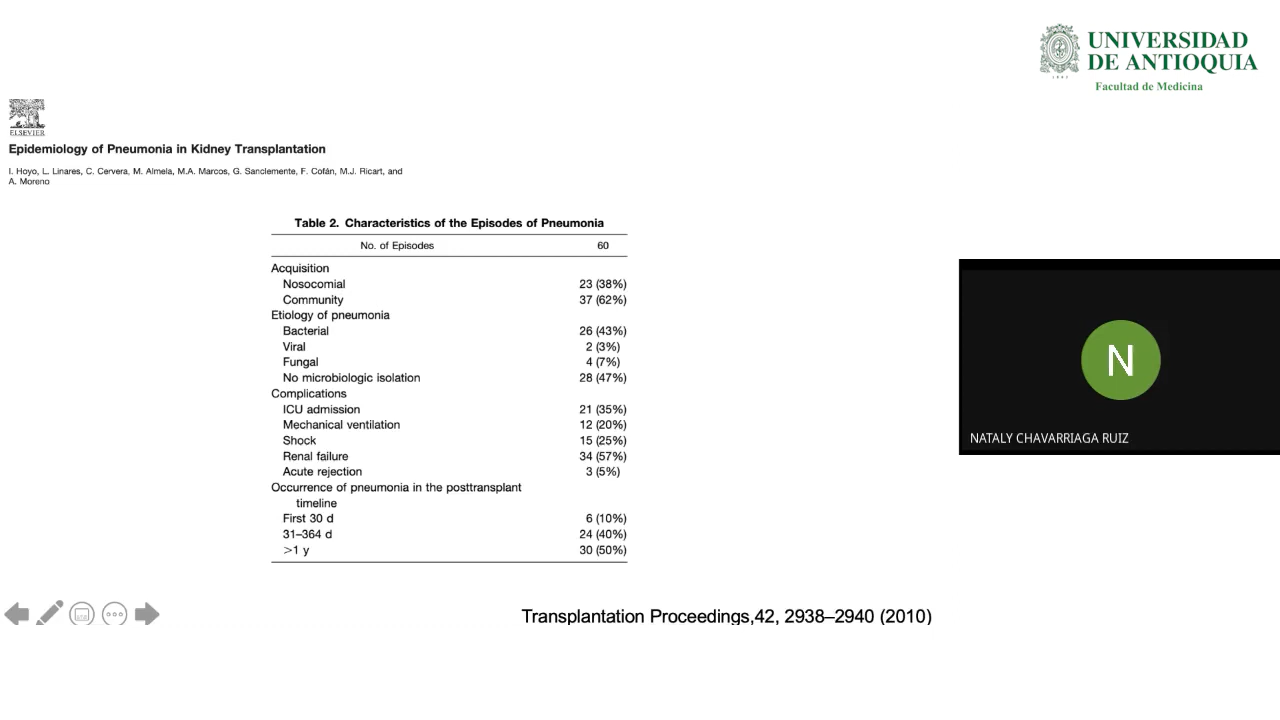 UNIVERSIDAD
DE ANTIOQUIA
Facultad de Medicina
ELSEVIER
Epidemiology of Pneumonia in Kidney Transplantation
I. Hoyo, L. Linares, C. Cervera, M. Almela, M.A. Marcos, G. Sanclemente, F. Cofán, M.J. Ricart, and
A. Moreno
Table 2. Characteristics of the Episodes of Pneumonia
No. of Episodes 60
Acquisition
Nosocomial 23 (38%)
Community 37 (62%)
Etiology of pneumonia
Bacterial 26 (43%)
Viral 2 (3%)
Fungal 4 (7%)
No microbiologic isolation 28 (47%)
Complications
ICU admission 21 (35%)
Mechanical ventilation 12 (20%)
Shock 15 (25%)
Renal failure 34 (57%)
Acute rejection 3 (5%)
Occurrence of pneumonia in the posttransplant
timeline
First 30 d 6 (10%)
31–364 d 24 (40%)
>1 y 30 (50%)
N
NATALY CHAVARRIAGA RUIZ
Transplantation Proceedings,42, 2938–2940 (2010)